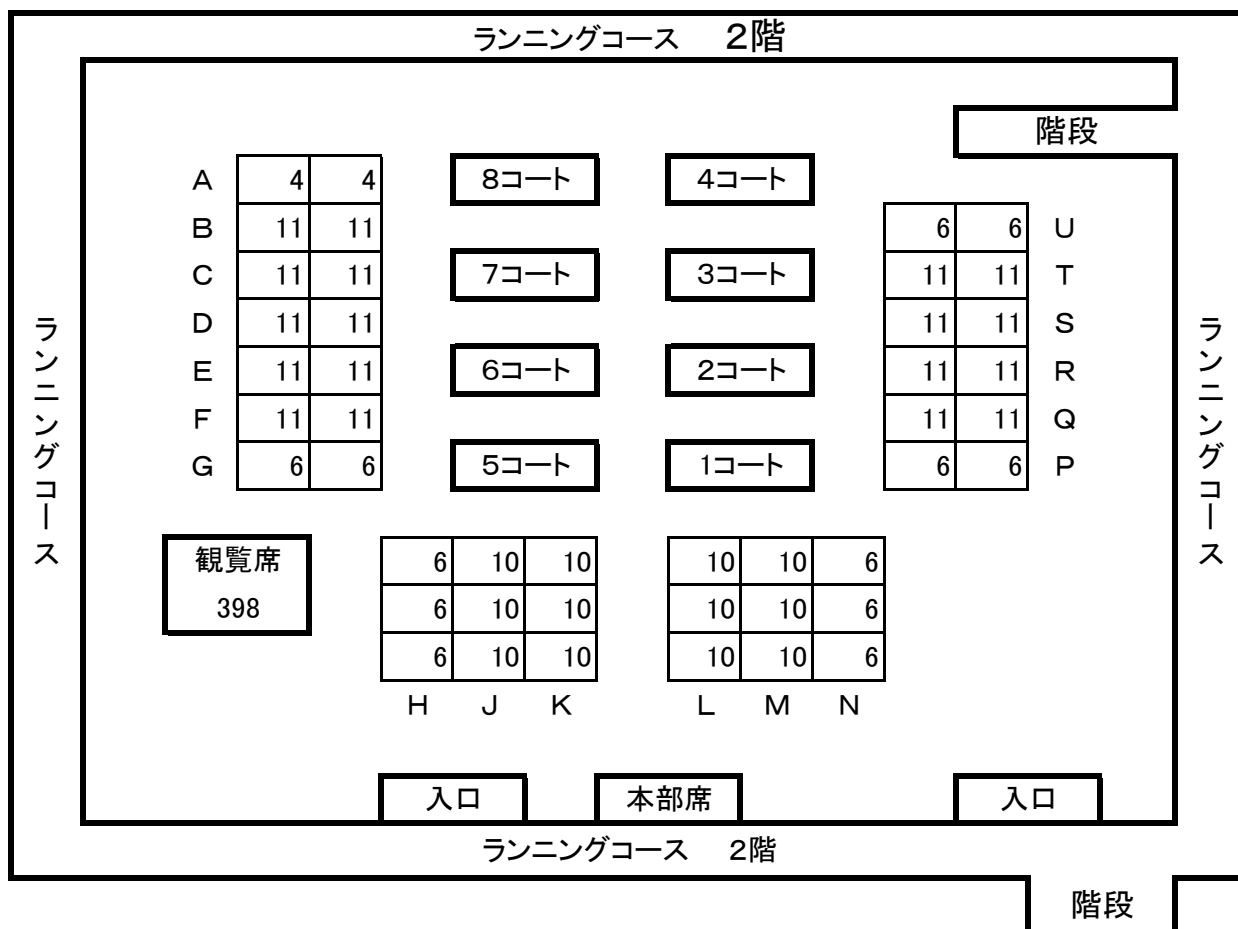 ランニングコース　２階
階段
A 4 4 8コート 4コート
B 11 11 6 6 U
C 11 11 7コート 3コート 11 11 T
D 11 11 11 11 S
E 11 11 6コート 2コート 11 11 R
F 11 11 11 11 Q
G 6 6 5コート 1コート 6 6 P
ランニングコース
ランニングコース
観覧席
398
6 10 10 10 10 6
6 10 10 10 10 6
6 10 10 10 10 6
H J K L M N
入口 本部席 入口
ランニングコース　２階
階段